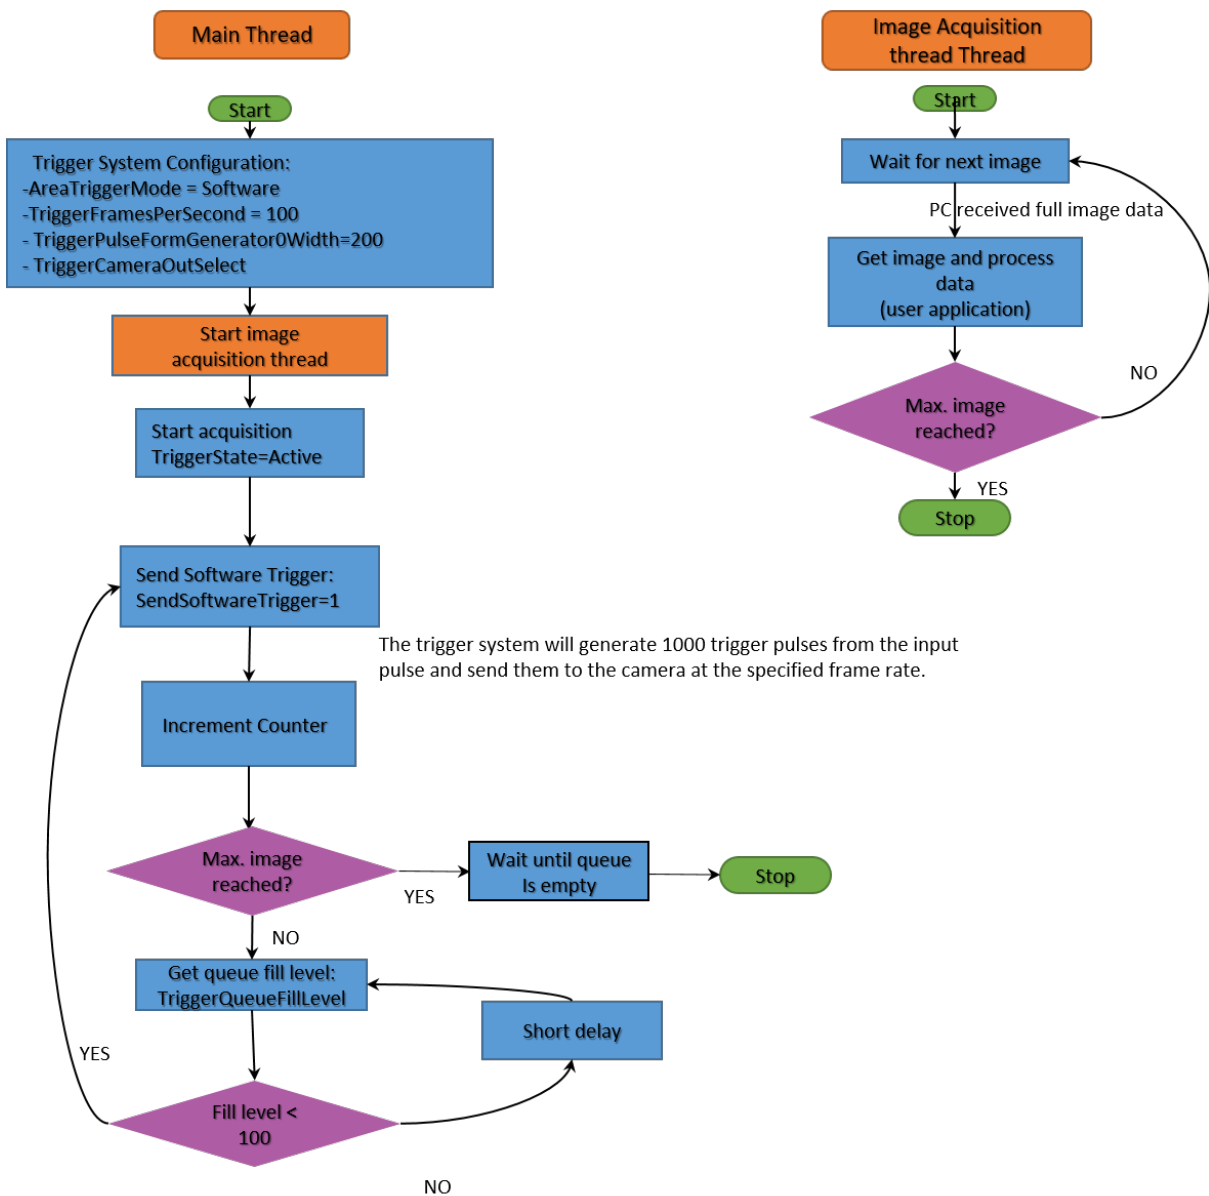 Main Thread
Start
Trigger System Configuration:
-AreaTriggerMode = Software
-TriggerFramesPerSecond = 100
- TriggerPulseFormGenerator0Width=200
- TriggerCameraOutSelect
Start image
acquisition thread
Start acquisition
TriggerState=Active
Send Software Trigger:
SendSoftwareTrigger=1
The trigger system will generate 1000 trigger pulses from the input
pulse and send them to the camera at the specified frame rate.
Increment Counter
Max. image
reached?
YES
Wait until queue
Is empty
Stop
NO
Get queue fill level:
TriggerQueueFillLevel
Short delay
YES
Fill level <
100
NO
Image Acquisition
thread Thread
Start
Wait for next image
PC received full image data
Get image and process
data
(user application)
NO
Max. image
reached?
YES
Stop